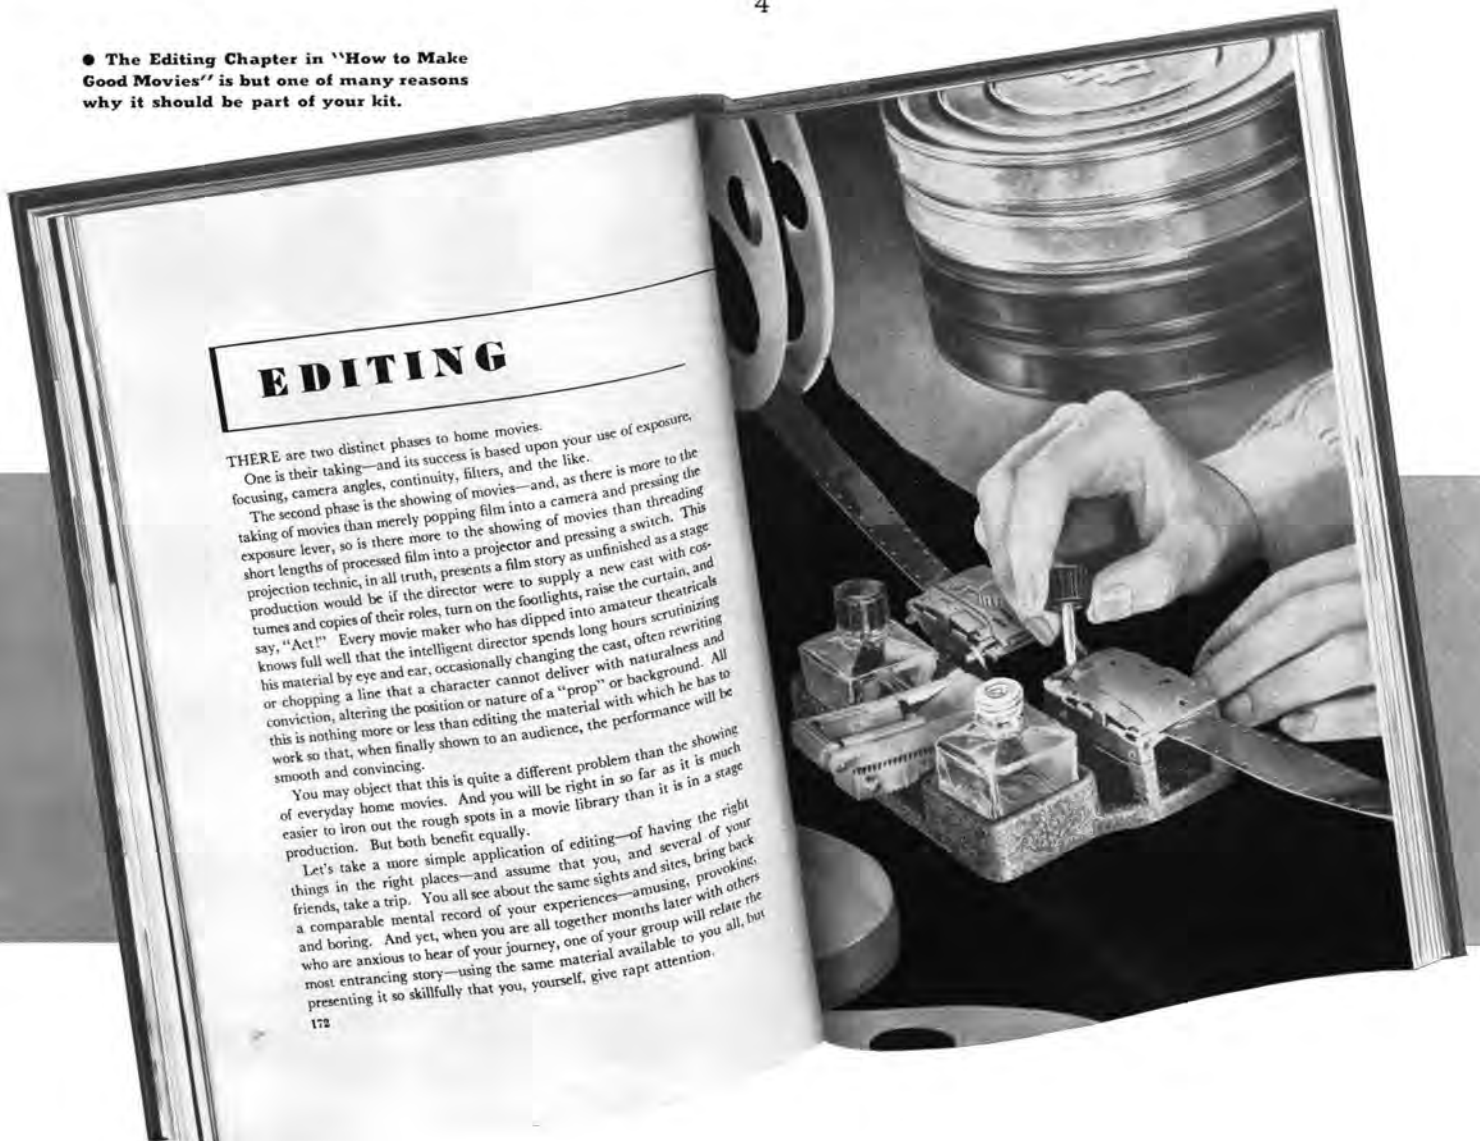 4
● The Editing Chapter in "How to Make
Good Movies" is but one of many reasons
why it should be part of your kit.
EDITING
THERE are two distinct phases to home movies.
One is their taking—and its success is based upon your use of exposure,
focusing, camera angles, continuity, filters, and the like.
The second phase is the showing of movies—and, as there is more to the
taking of movies than merely popping film into a camera and pressing the
exposure lever, so is there more to the showing of movies than threading
short lengths of processed film into a projector and pressing a switch. This
projection technic, in all truth, presents a film story as unfinished as a stage
production would be if the director were to supply a new cast with cos-
tumes and copies of their roles, turn on the footlights, raise the curtain, and
say, "Act!" Every movie maker who has dipped into amateur theatricals
knows full well that the intelligent director spends long hours scrutinizing
his material by eye and ear, occasionally changing the cast, often rewriting
or chopping a line that a character cannot deliver with naturalness and
conviction, altering the position or nature of a "prop" or background. All
this is nothing more or less than editing the material with which he has to
work so that, when finally shown to an audience, the performance will be
smooth and convincing.
You may object that this is quite a different problem than the showing
of everyday home movies. And you will be right in so far as it is much
easier to iron out the rough spots in a movie library than it is in a stage
production. But both benefit equally.
Let's take a more simple application of editing—of having the right
things in the right places—and assume that you, and several of your
friends, take a trip. You all see about the same sights and sites, bring back
a comparable mental record of your experiences—amusing, provoking,
and boring. And yet, when you are all together months later with others
who are anxious to hear of your journey, one of your group will relate the
most entrancing story—using the same material available to you all, but
presenting it so skillfully that you, yourself, give rapt attention.
172